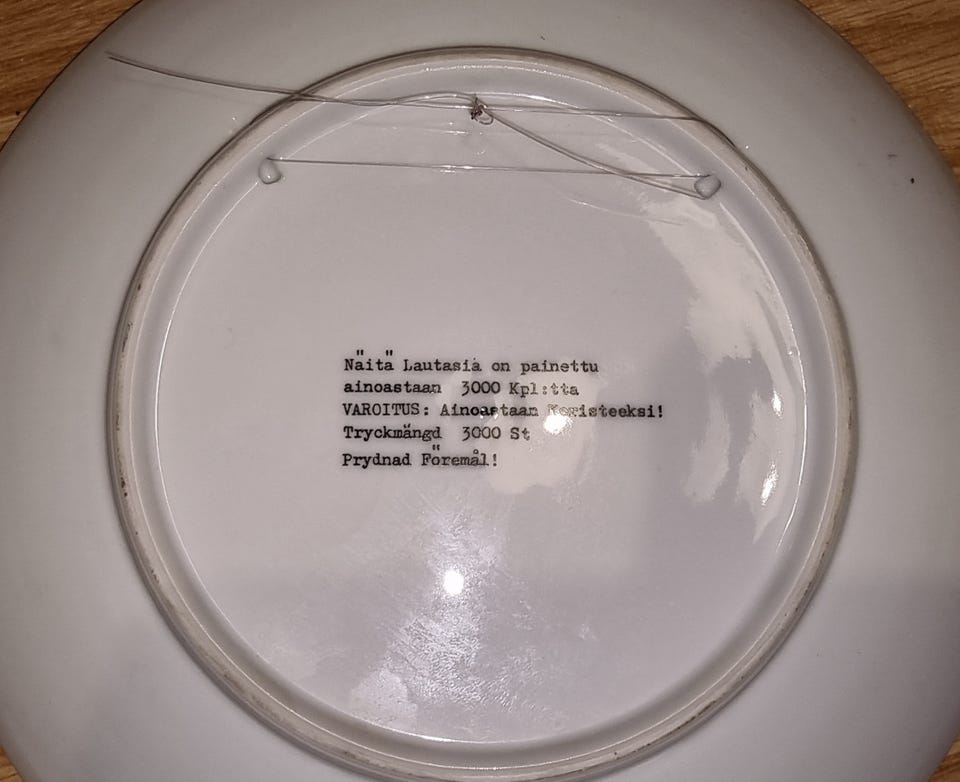 Näitä Lautasia on painettu
ainoastaan 3000 Kpl:tta
VAROITUS: Ainoastaan Koristeeksi!
Tryckmängd 3000 St
Prydnad Föremål!